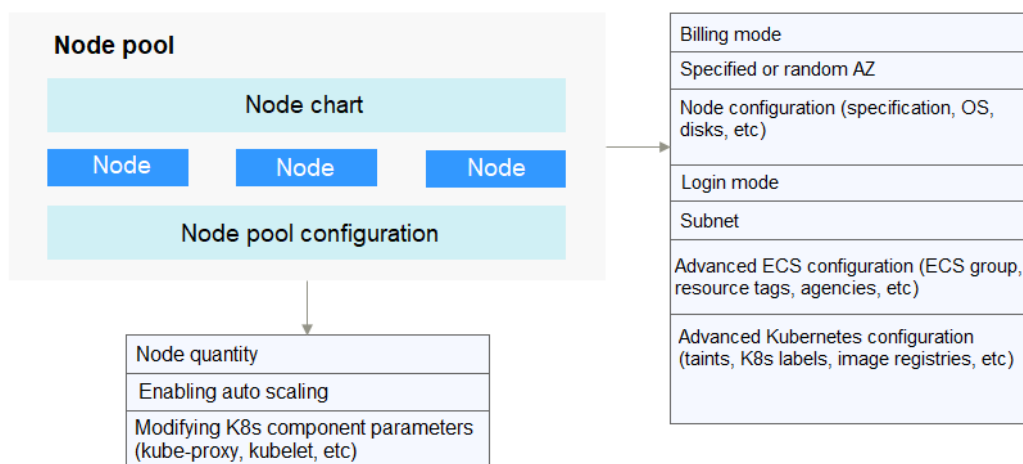 Node pool
Node chart
Node
Node
Node
Node pool configuration
Billing mode
Specified or random AZ
Node configuration (specification, OS,
disks, etc)
Login mode
Subnet
Advanced ECS configuration (ECS group,
resource tags, agencies, etc)
Advanced Kubernetes configuration
(taints, K8s labels, image registries, etc)
Node quantity
Enabling auto scaling
Modifying K8s component parameters
(kube-proxy, kubelet, etc)